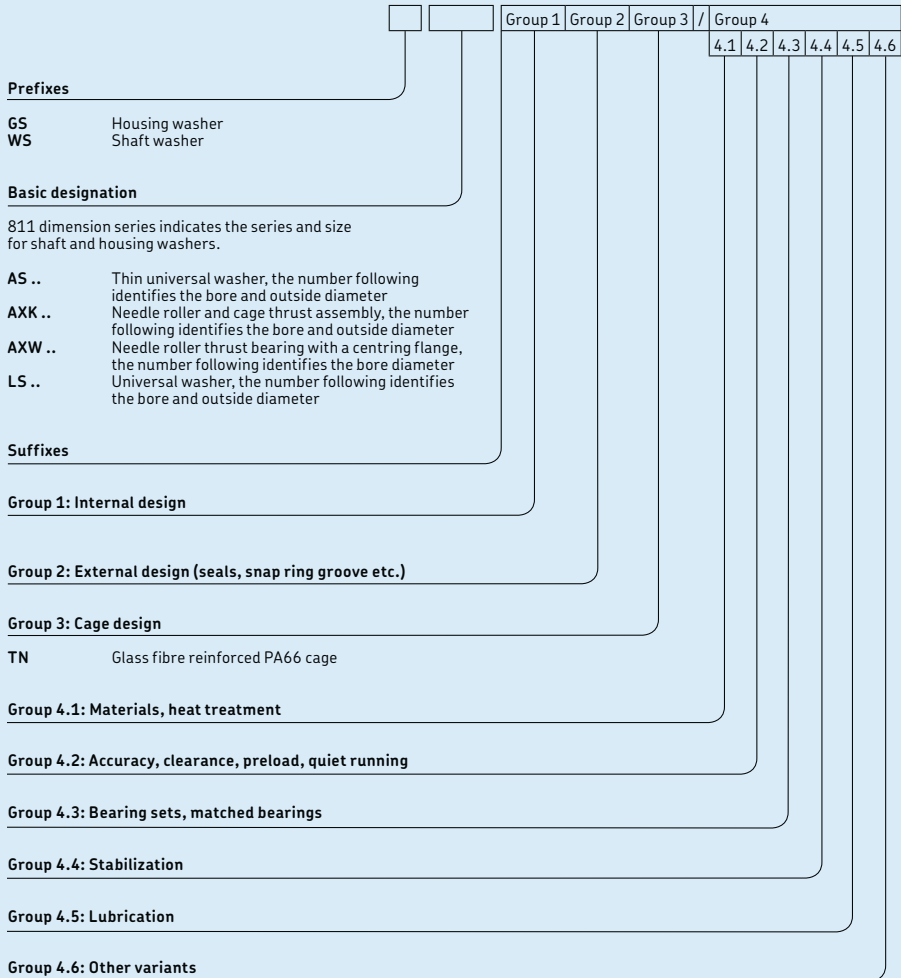 Group 1 Group 2 Group 3 / Group 4
4.1 4.2 4.3 4.4 4.5 4.6
Prefixes
GS Housing washer
WS Shaft washer
Basic designation
811 dimension series indicates the series and size
for shaft and housing washers.
AS .. Thin universal washer, the number following
identifies the bore and outside diameter
AXK .. Needle roller and cage thrust assembly, the number
following identifies the bore and outside diameter
AXW .. Needle roller thrust bearing with a centring flange,
the number following identifies the bore diameter
LS .. Universal washer, the number following identifies
the bore and outside diameter
Suffixes
Group 1: Internal design
Group 2: External design (seals, snap ring groove etc.)
Group 3: Cage design
TN Glass fibre reinforced PA66 cage
Group 4.1: Materials, heat treatment
Group 4.2: Accuracy, clearance, preload, quiet running
Group 4.3: Bearing sets, matched bearings
Group 4.4: Stabilization
Group 4.5: Lubrication
Group 4.6: Other variants